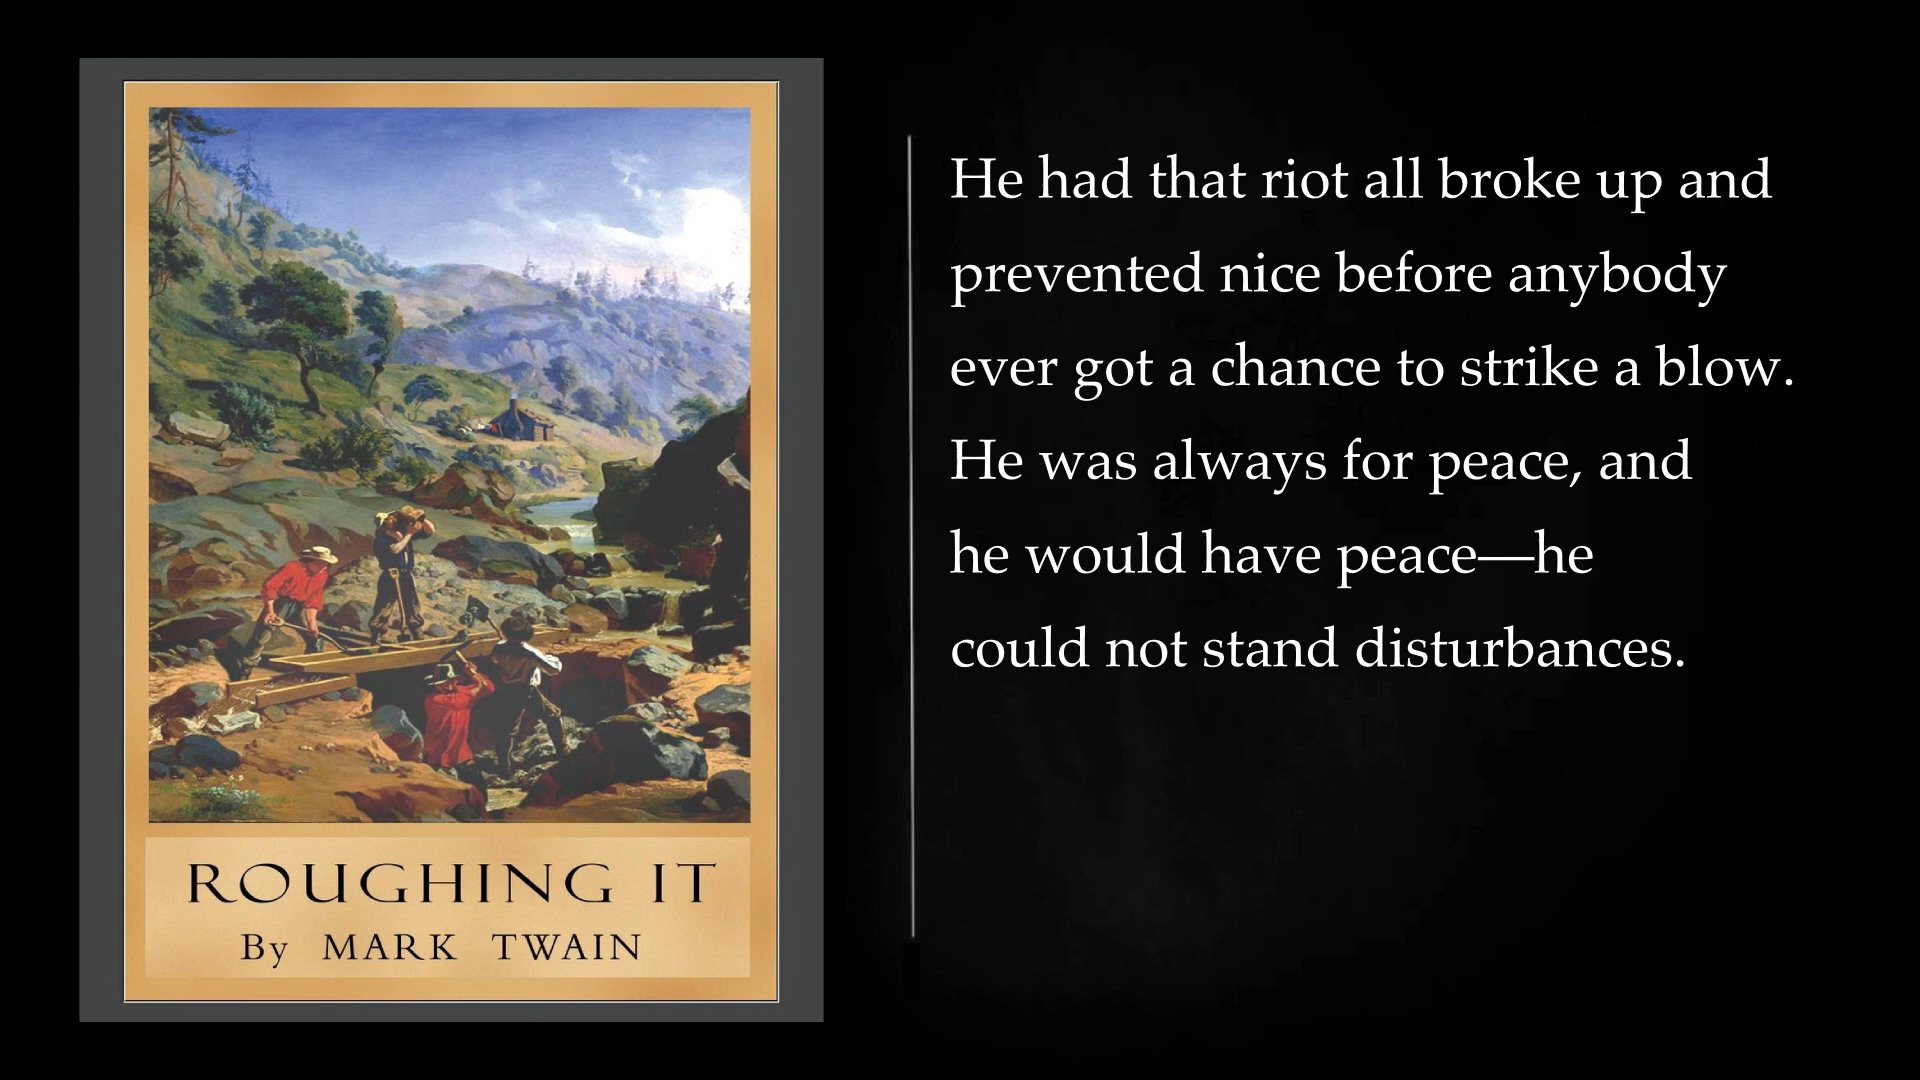 ROUGHING IT
By MARK TWAIN
He had that riot all broke up and
prevented nice before anybody
ever got a chance to strike a blow.
He was always for peace, and
he would have peace—he
could not stand disturbances.